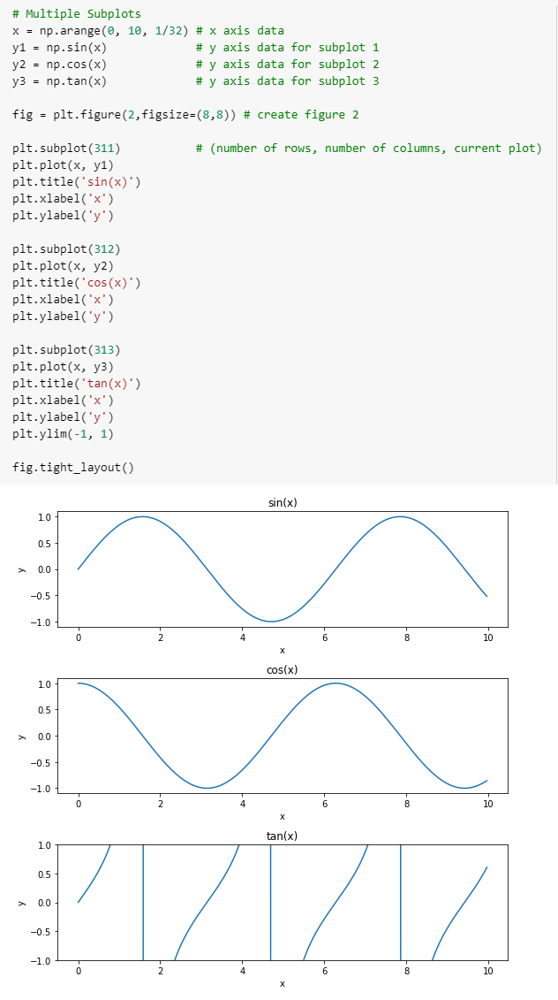 # Multiple Subplots
x = np.arange(0, 10, 1/32) # x axis data
y1 = np.sin(x)             # y axis data for subplot 1
y2 = np.cos(x)             # y axis data for subplot 2
y3 = np.tan(x)             # y axis data for subplot 3
fig = plt.figure(2,figsize=(8,8)) # create figure 2
plt.subplot(311)           # (number of rows, number of columns, current plot)
plt.plot(x, y1)
plt.title('sin(x)')
plt.xlabel('x')
plt.ylabel('y')
plt.subplot(312)
plt.plot(x, y2)
plt.title('cos(x)')
plt.xlabel('x')
plt.ylabel('y')
plt.subplot(313)
plt.plot(x, y3)
plt.title('tan(x)')
plt.xlabel('x')
plt.ylabel('y')
plt.ylim(-1, 1)
fig.tight_layout()
sin(x)
1.0
0.5
0.0
−0.5
−1.0
y
0 2 4 6 8 10
x
cos(x)
1.0
0.5
0.0
−0.5
−1.0
y
0 2 4 6 8 10
x
tan(x)
1.0
0.5
0.0
−0.5
−1.0
y
0 2 4 6 8 10
x